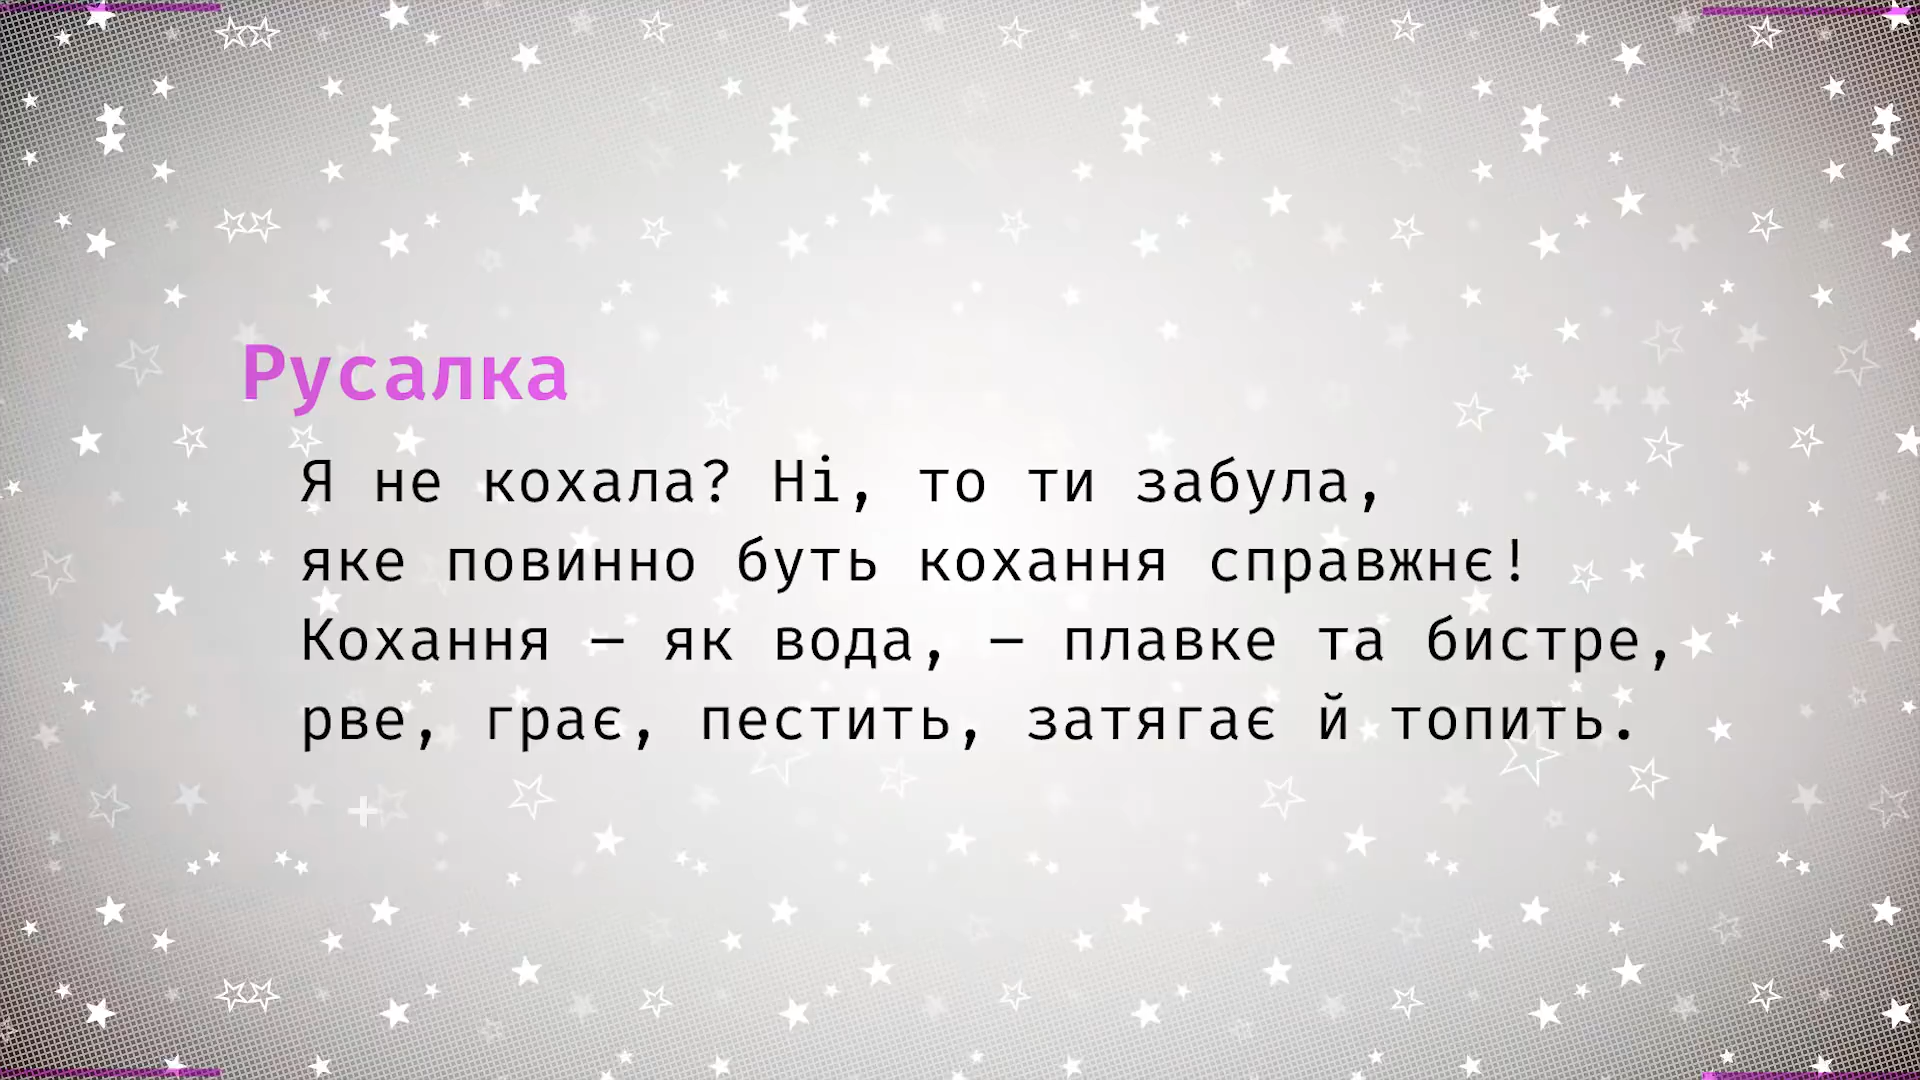 Русалка
Я не кохала? Ні, то ти забула,
яке повинно буть кохання справжнє!
Кохання – як вода, – плавке та бистре,
рве, грає, пестить, затягає й топить.